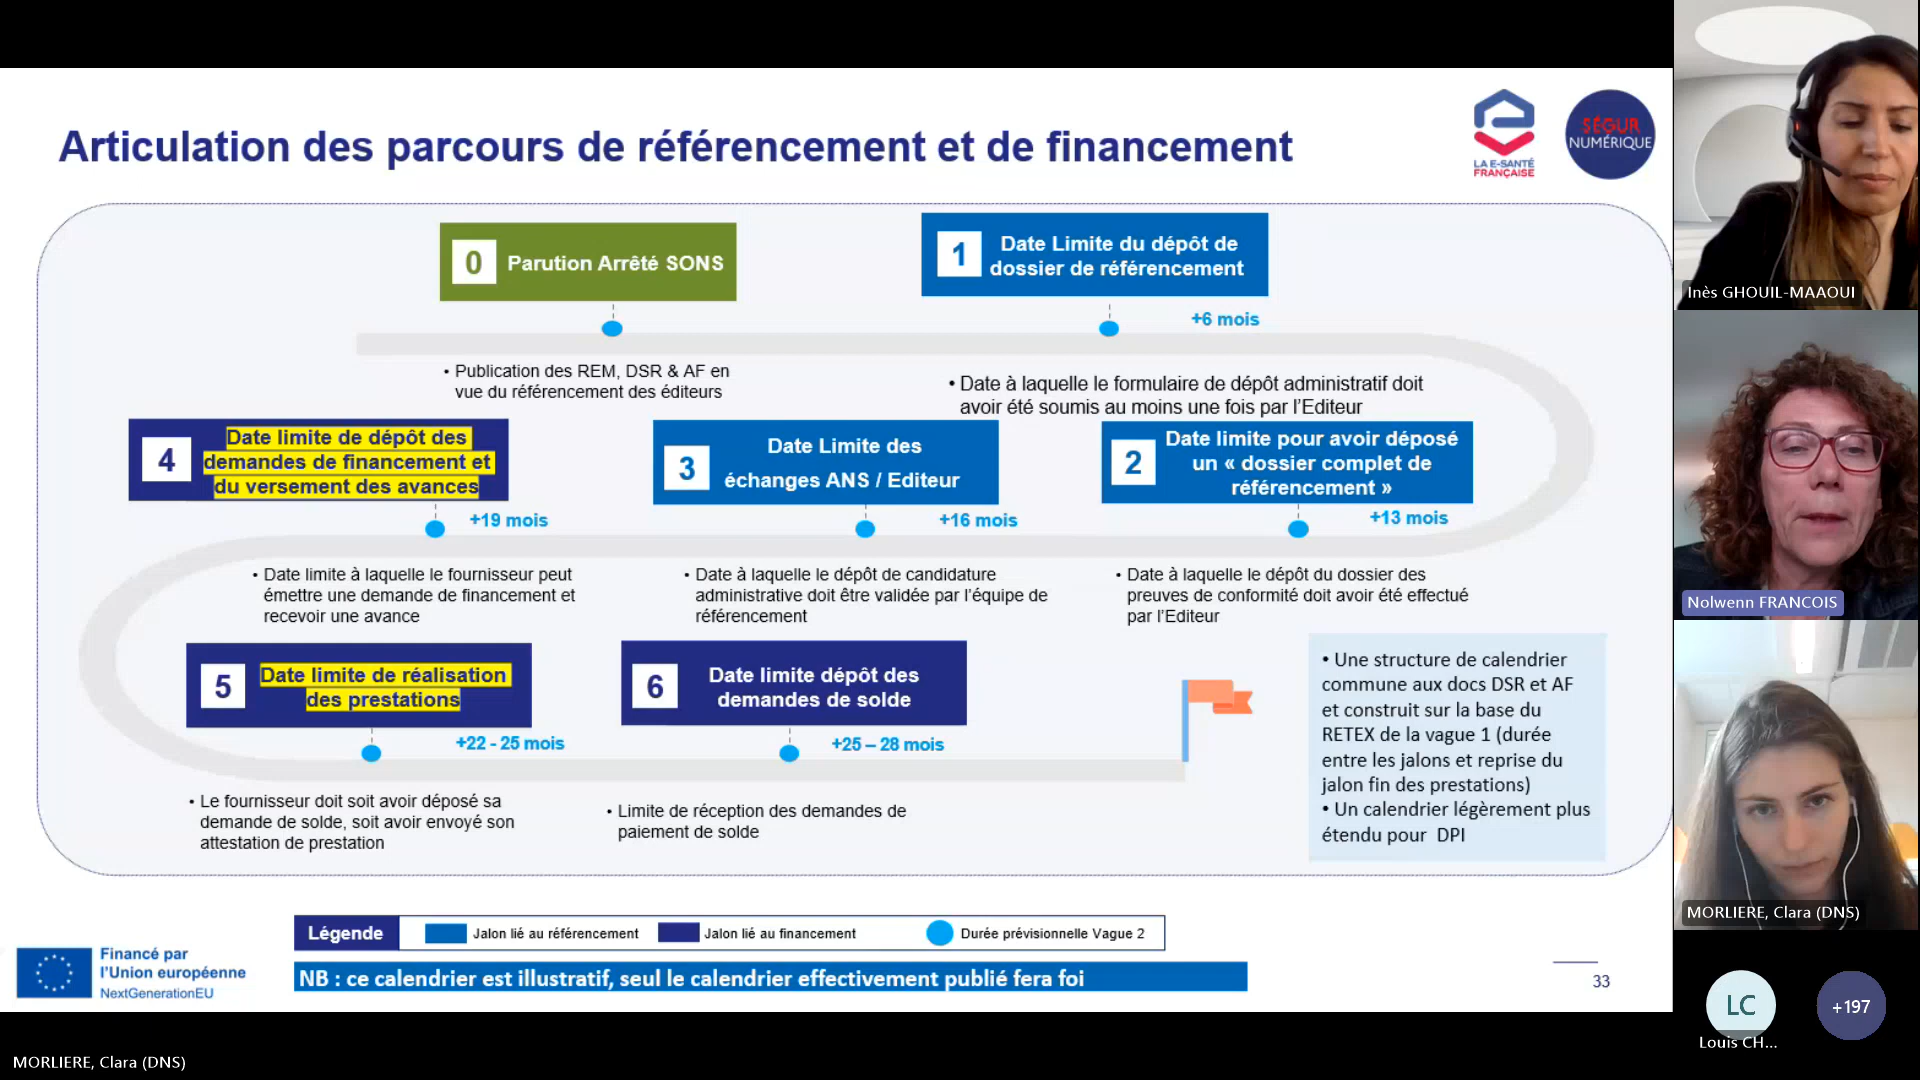 Articulation des parcours de référencement et de financement
LA E-SANTÉ
FRANÇAISE
SÉGUR
NUMÉRIQUE
0
Parution Arrêté SONS
1
Date Limite du dépôt de
dossier de référencement
+6 mois
• Publication des REM, DSR & AF en
vue du référencement des éditeurs
• Date à laquelle le formulaire de dépôt administratif doit
avoir été soumis au moins une fois par l'Editeur
4
Date limite de dépôt des
demandes de financement et
du versement des avances
3
Date Limite des
échanges ANS / Editeur
2
Date limite pour avoir déposé
un « dossier complet de
référencement »
+19 mois
+16 mois
+13 mois
• Date limite à laquelle le fournisseur peut
émettre une demande de financement et
recevoir une avance
• Date à laquelle le dépôt de candidature
administrative doit être validée par l'équipe de
référencement
• Date à laquelle le dépôt du dossier des
preuves de conformité doit avoir été effectué
par l'Editeur
5
Date limite de réalisation
des prestations
6
Date limite dépôt des
demandes de solde
+22 - 25 mois
+25 – 28 mois
• Le fournisseur doit soit avoir déposé sa
demande de solde, soit avoir envoyé son
attestation de prestation
• Limite de réception des demandes de
paiement de solde
• Une structure de calendrier
commune aux docs DSR et AF
et construit sur la base du
RETEX de la vague 1 (durée
entre les jalons et reprise du
jalon fin des prestations)
• Un calendrier légèrement plus
étendu pour DPI
Légende
Jalon lié au référencement
Jalon lié au financement
Durée prévisionnelle Vague 2
Financé par
l'Union européenne
NextGenerationEU
NB : ce calendrier est illustratif, seul le calendrier effectivement publié fera foi
33
Inès GHOUIL-MAAOUI
Nolwenn FRANCOIS
MORLIERE, Clara (DNS)
LC
Louis CH...
+197
MORLIERE, Clara (DNS)